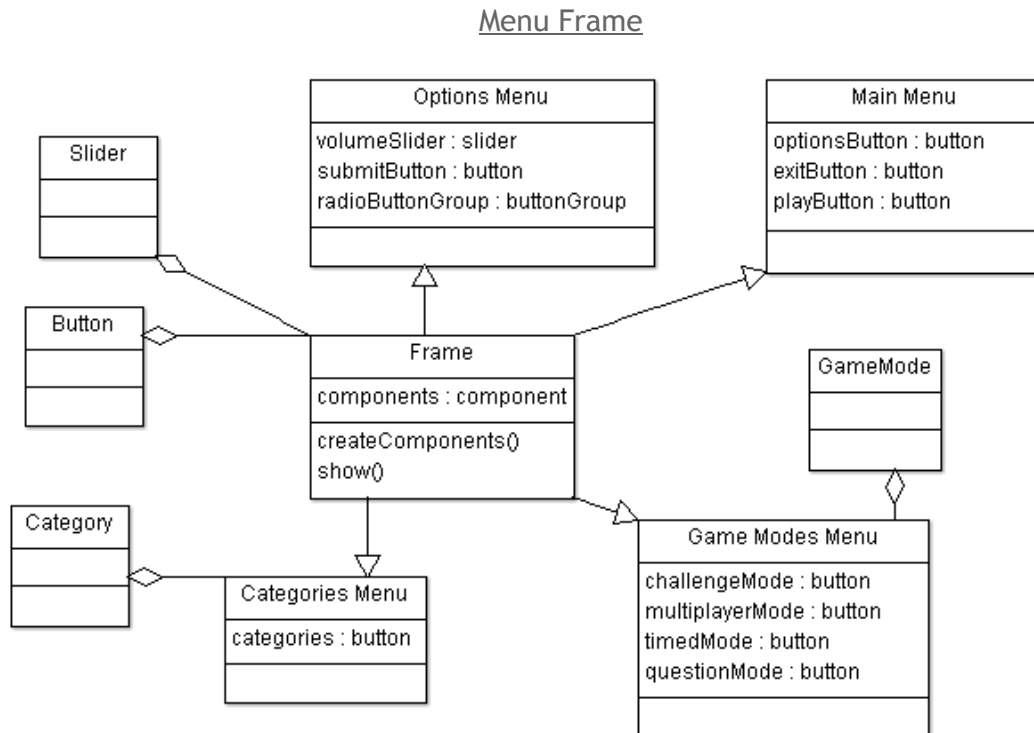 Menu Frame
Options Menu
volumeSlider : slider
submitButton : button
radioButtonGroup : buttonGroup
Main Menu
optionsButton : button
exitButton : button
playButton : button
Slider
Button
Frame
components : component
createComponents()
show()
GameMode
Category
Categories Menu
categories : button
Game Modes Menu
challengeMode : button
multiplayerMode : button
timedMode : button
questionMode : button